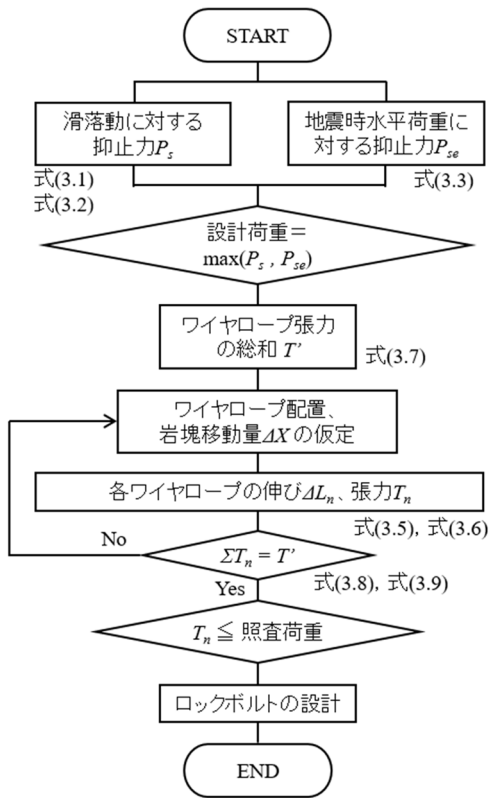 START
滑落動に対する
抑止力Ps
地震時水平荷重に
対する抑止力Pse
式(3.1)
式(3.2)
式(3.3)
設計荷重＝
max(Ps , Pse)
ワイヤロープ張力
の総和 T’
式(3.7)
ワイヤロープ配置、
岩塊移動量ΔX の仮定
各ワイヤロープの伸びΔLn、張力Tn
式(3.5)，式(3.6)
No
ΣTn = T’
式(3.8)，式(3.9)
Yes
Tn ≦ 照査荷重
ロックボルトの設計
END